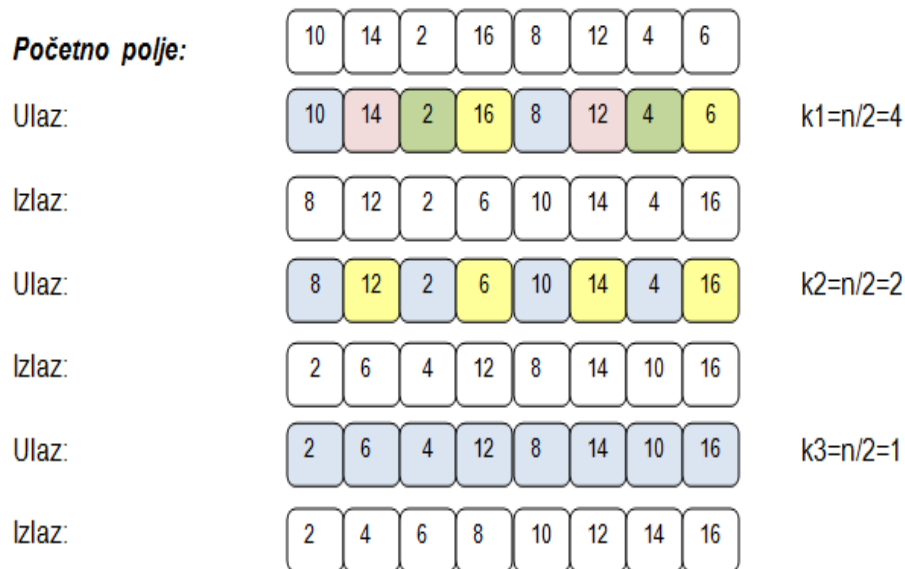 Početno polje: 10 14 2 16 8 12 4 6
Ulaz: 10 14 2 16 8 12 4 6 k1=n/2=4
Izlaz: 8 12 2 6 10 14 4 16
Ulaz: 8 12 2 6 10 14 4 16 k2=n/2=2
Izlaz: 2 6 4 12 8 14 10 16
Ulaz: 2 6 4 12 8 14 10 16 k3=n/2=1
Izlaz: 2 4 6 8 10 12 14 16